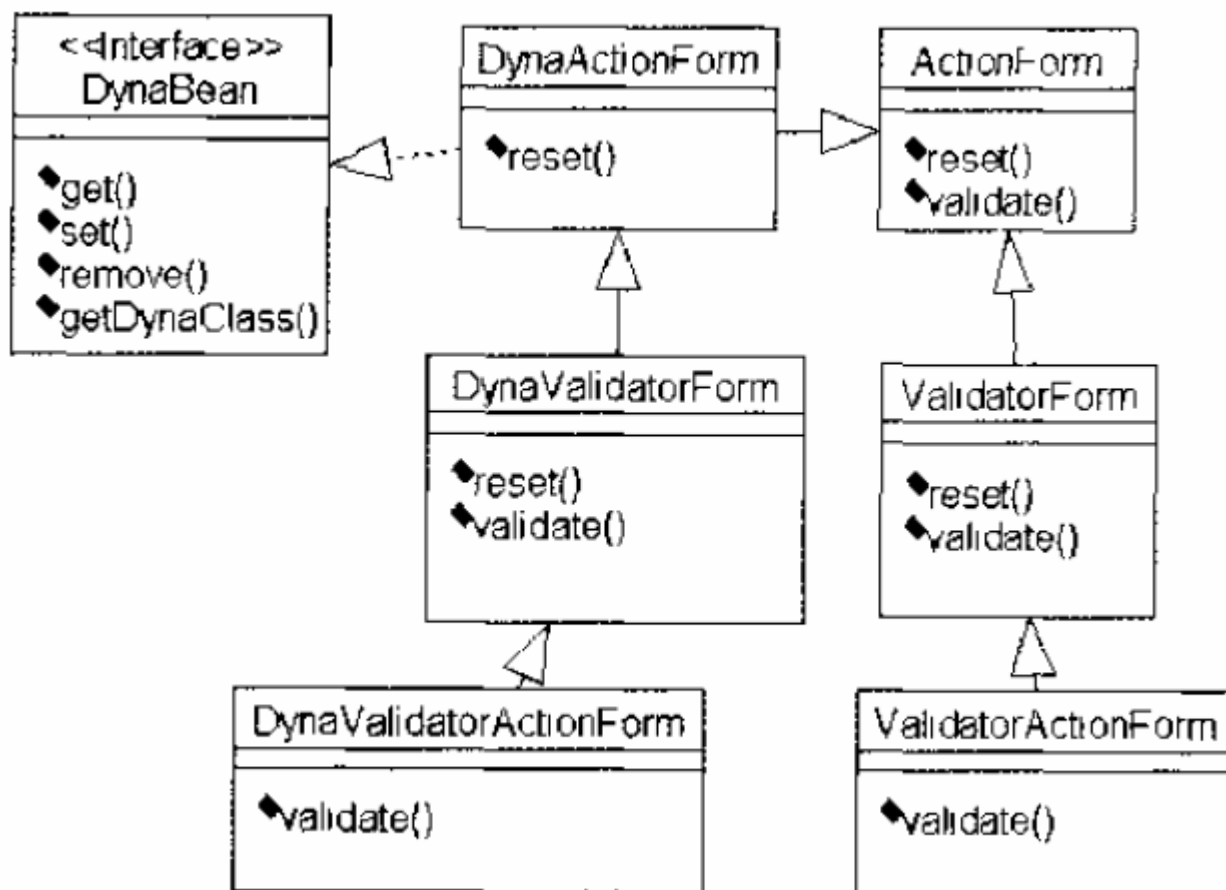 <<Interface>>
DynaBean
get()
set()
remove()
getDynaClass()
DynaActionForm
reset()
ActionForm
reset()
validate()
DynaValidatorForm
reset()
validate()
ValidatorForm
reset()
validate()
DynaValidatorActionForm
validate()
ValidatorActionForm
validate()